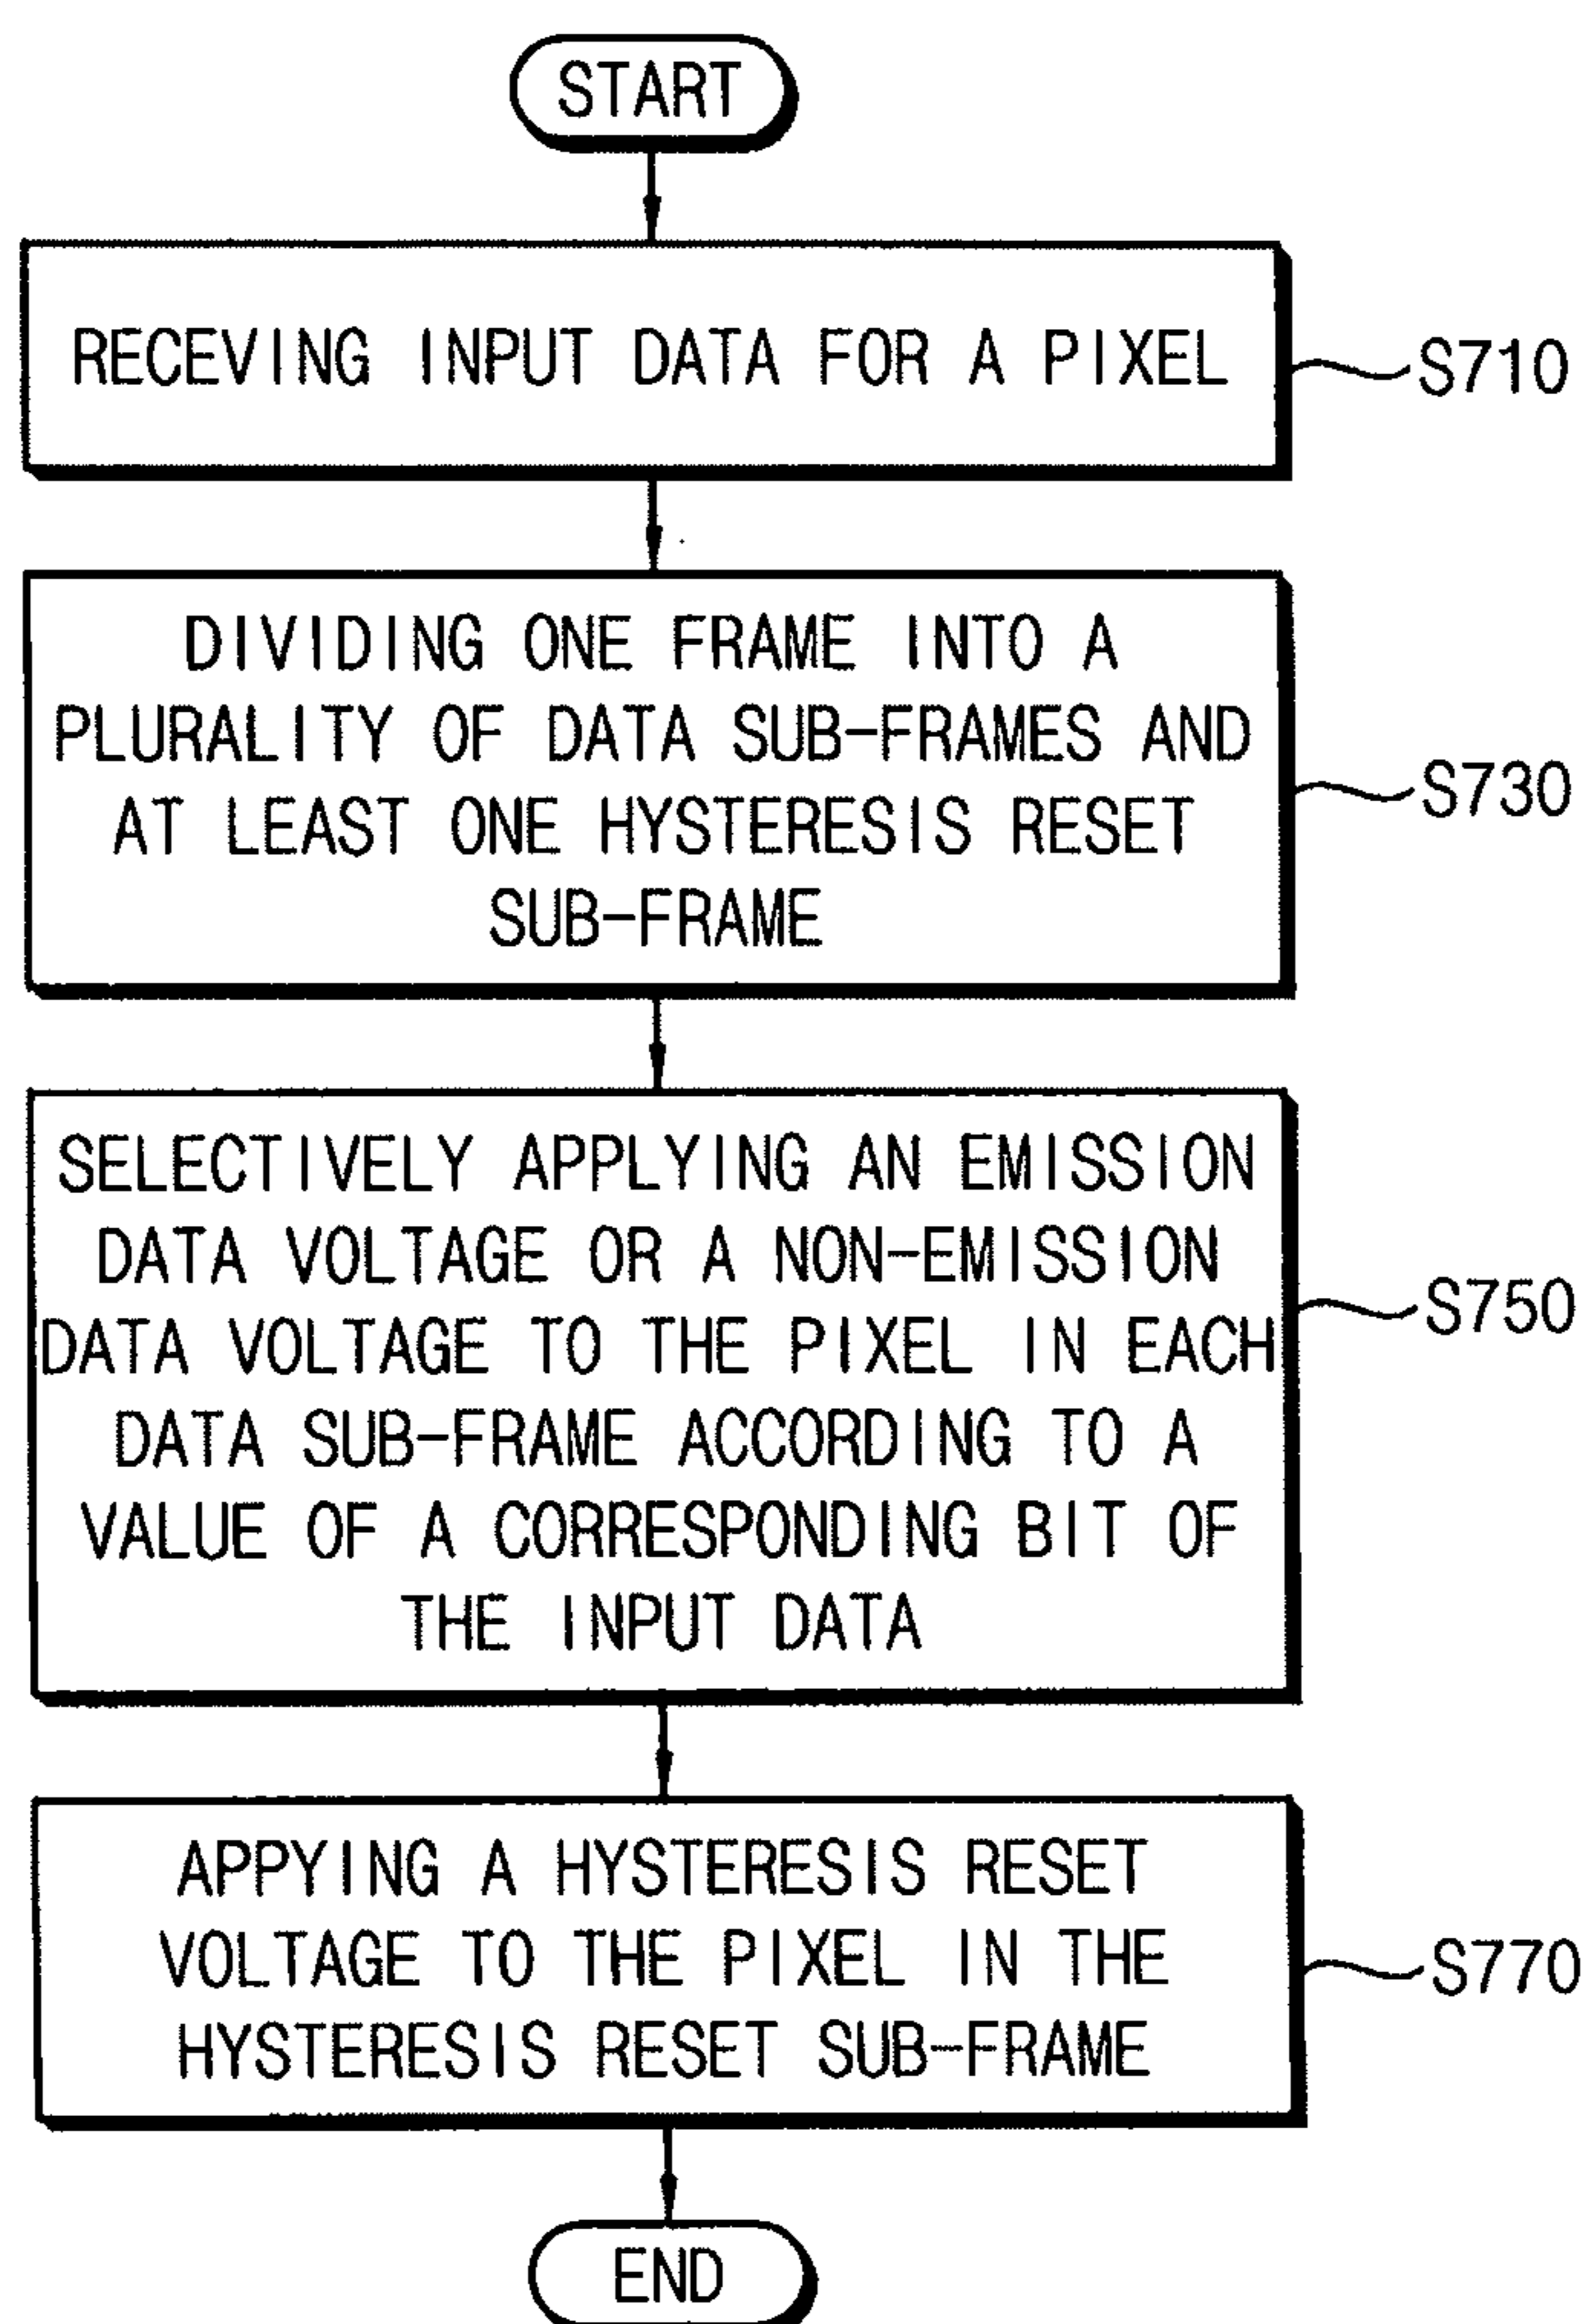 START
RECEVING INPUT DATA FOR A PIXEL
S710
DIVIDING ONE FRAME INTO A
PLURALITY OF DATA SUB-FRAMES AND
AT LEAST ONE HYSTERESIS RESET
SUB-FRAME
S730
SELECTIVELY APPLYING AN EMISSION
DATA VOLTAGE OR A NON-EMISSION
DATA VOLTAGE TO THE PIXEL IN EACH
DATA SUB-FRAME ACCORDING TO A
VALUE OF A CORRESPONDING BIT OF
THE INPUT DATA
S750
APPYING A HYSTERESIS RESET
VOLTAGE TO THE PIXEL IN THE
HYSTERESIS RESET SUB-FRAME
S770
END